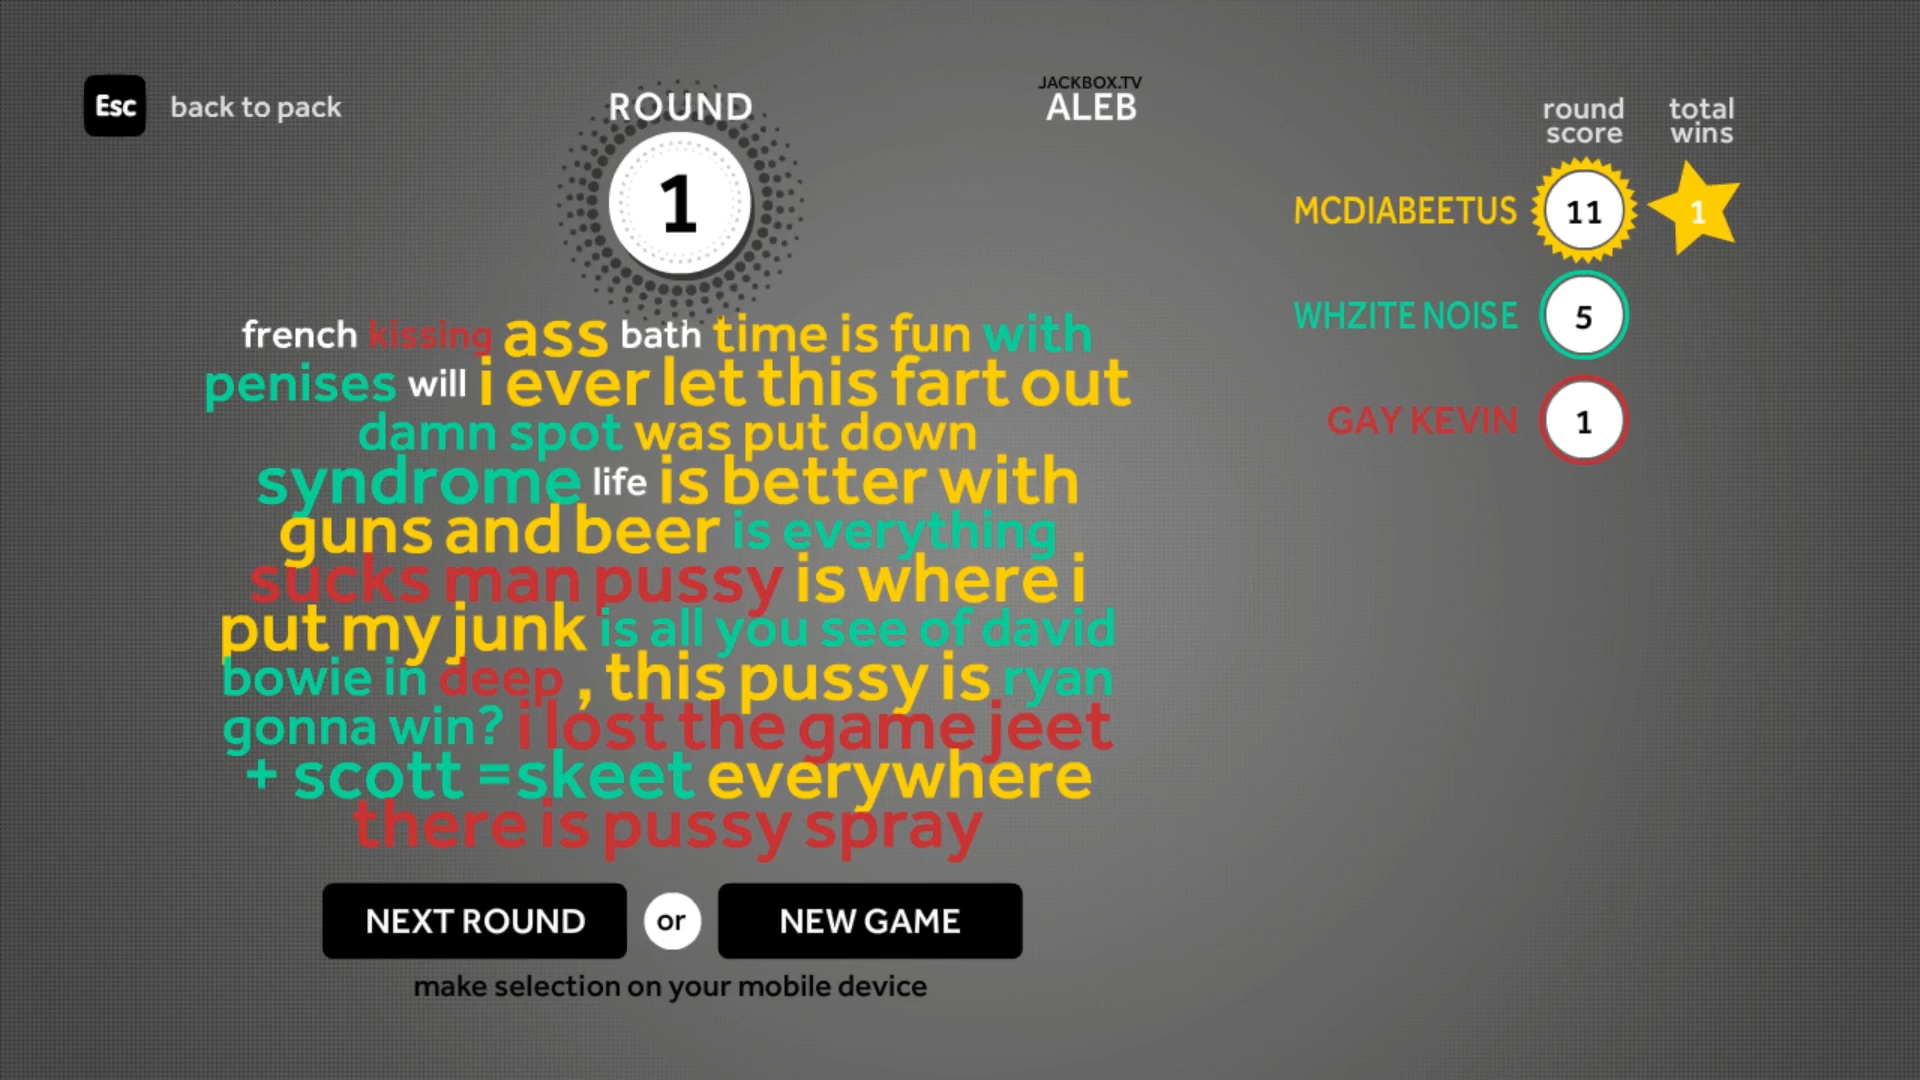 Esc back to pack
ROUND
1
JACKBOX.TV
ALEB
round score
total wins
MCDIABEETUS 11 1
WHZITE NOISE 5
GAY KEVIN 1
french kissing ass bath time is fun with
penises will i ever let this fart out
damn spot was put down
syndrome life is better with
guns and beer is everything
sucks man pussy is where i
put my junk is all you see of david
bowie in deep , this pussy is ryan
gonna win? i lost the game jeet
+ scott =skeet everywhere
there is pussy spray
NEXT ROUND or NEW GAME
make selection on your mobile device